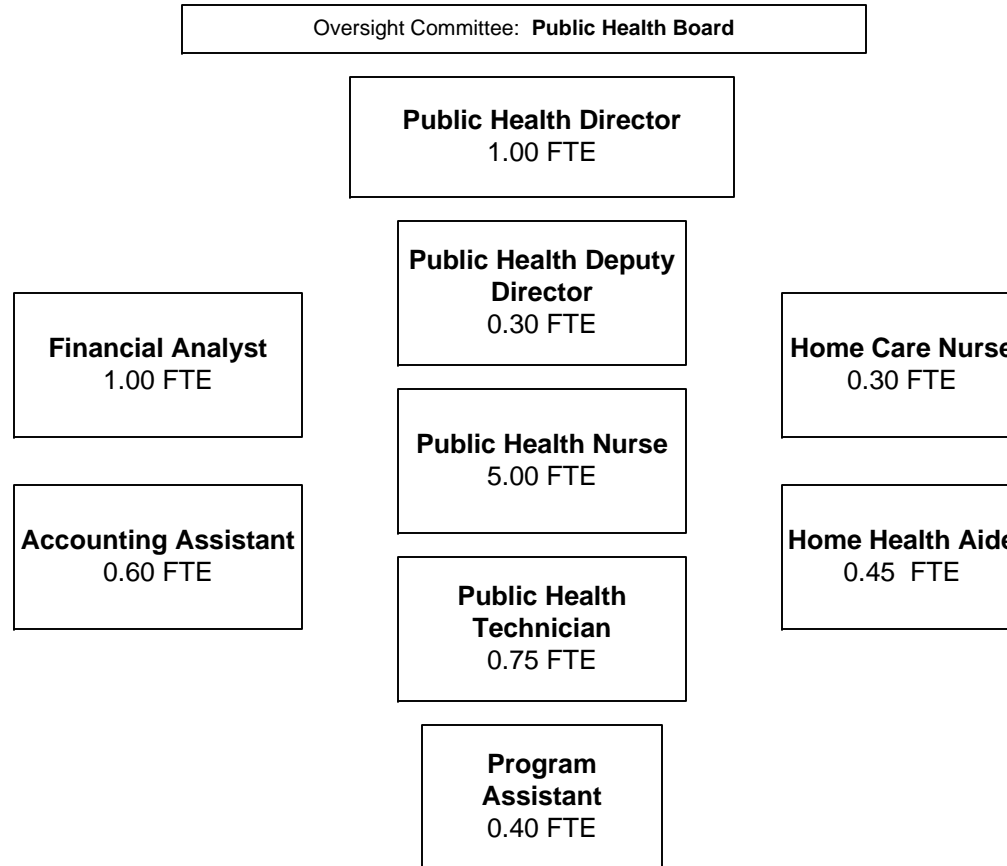 Oversight Committee: Public Health Board
Public Health Director
1.00 FTE
Public Health Deputy
Director
0.30 FTE
Financial Analyst
1.00 FTE
Home Care Nurse
0.30 FTE
Public Health Nurse
5.00 FTE
Accounting Assistant
0.60 FTE
Home Health Aide
0.45 FTE
Public Health
Technician
0.75 FTE
Program
Assistant
0.40 FTE